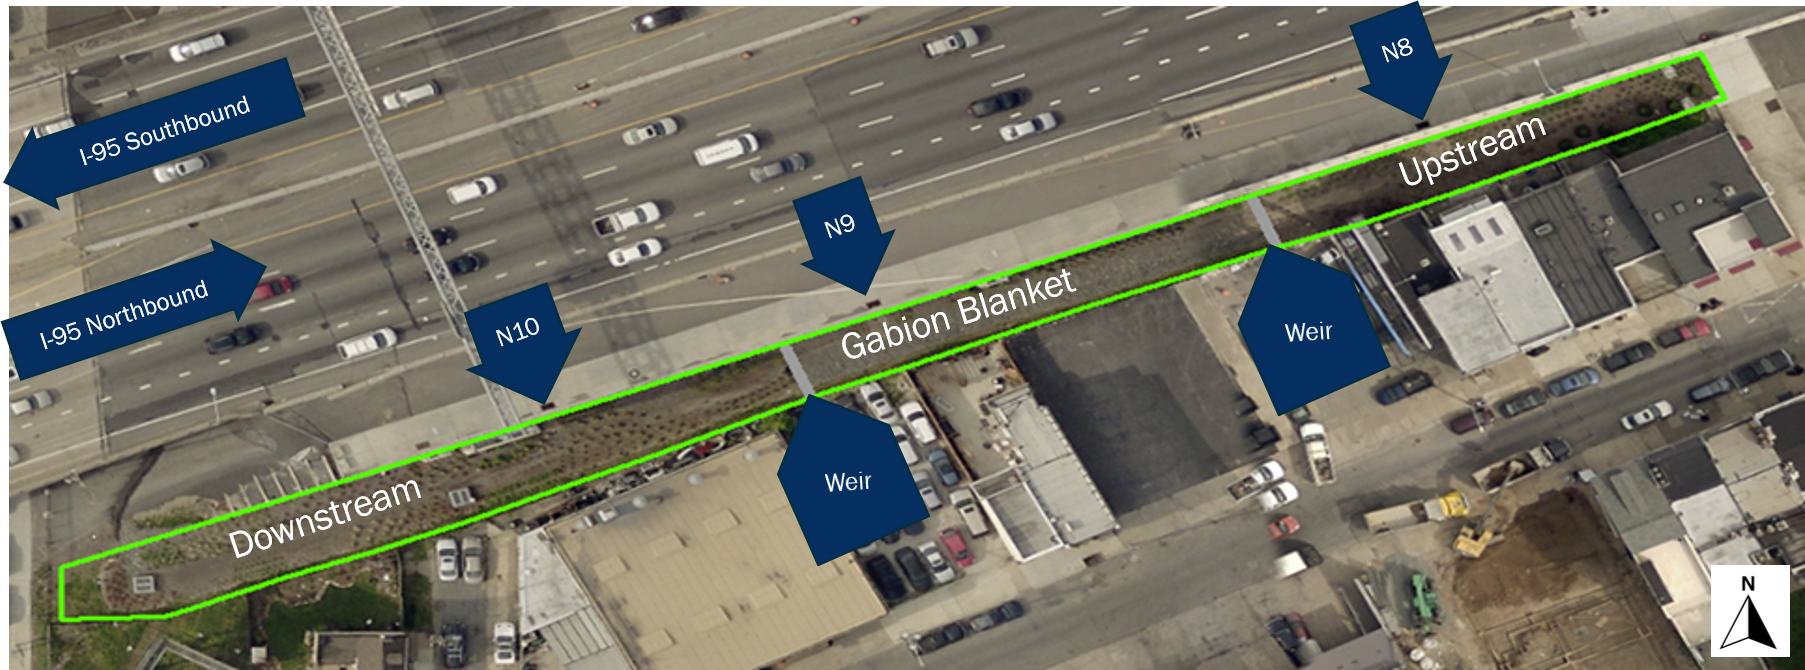 N8
I-95 Southbound
Upstream
N9
I-95 Northbound
N10
Gabion Blanket
Weir
Weir
Downstream
N